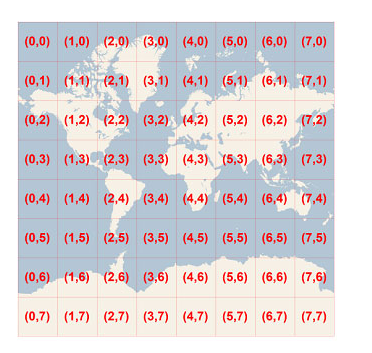 (0,0) (1,0) (2,0) (3,0) (4,0) (5,0) (6,0) (7,0)
(0,1) (1,1) (2,1) (3,1) (4,1) (5,1) (6,1) (7,1)
(0,2) (1,2) (2,2) (3,2) (4,2) (5,2) (6,2) (7,2)
(0,3) (1,3) (2,3) (3,3) (4,3) (5,3) (6,3) (7,3)
(0,4) (1,4) (2,4) (3,4) (4,4) (5,4) (6,4) (7,4)
(0,5) (1,5) (2,5) (3,5) (4,5) (5,5) (6,5) (7,5)
(0,6) (1,6) (2,6) (3,6) (4,6) (5,6) (6,6) (7,6)
(0,7) (1,7) (2,7) (3,7) (4,7) (5,7) (6,7) (7,7)